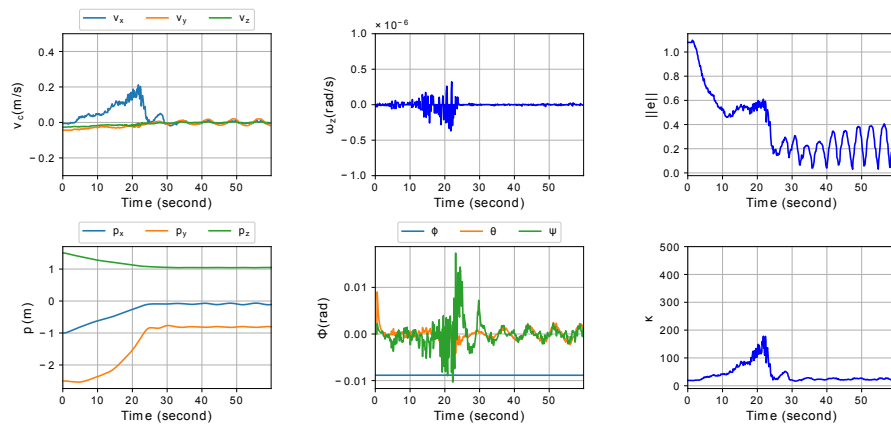 v_x v_y v_z
0.4
0.2
0.0
−0.2
v_c(m/s)
0 10 20 30 40 50
Time (second)
× 10^−6
1.0
0.5
0.0
−0.5
−1.0
ω_z(rad/s)
0 10 20 30 40 50
Time (second)
1.0
0.8
0.6
0.4
0.2
0.0
||e||
0 10 20 30 40 50
Time (second)
p_x p_y p_z
1
0
−1
−2
p(m)
0 10 20 30 40 50
Time (second)
ϕ θ ψ
0.01
0.00
−0.01
Φ(rad)
0 10 20 30 40 50
Time (second)
500
400
300
200
100
0
κ
0 10 20 30 40 50
Time (second)